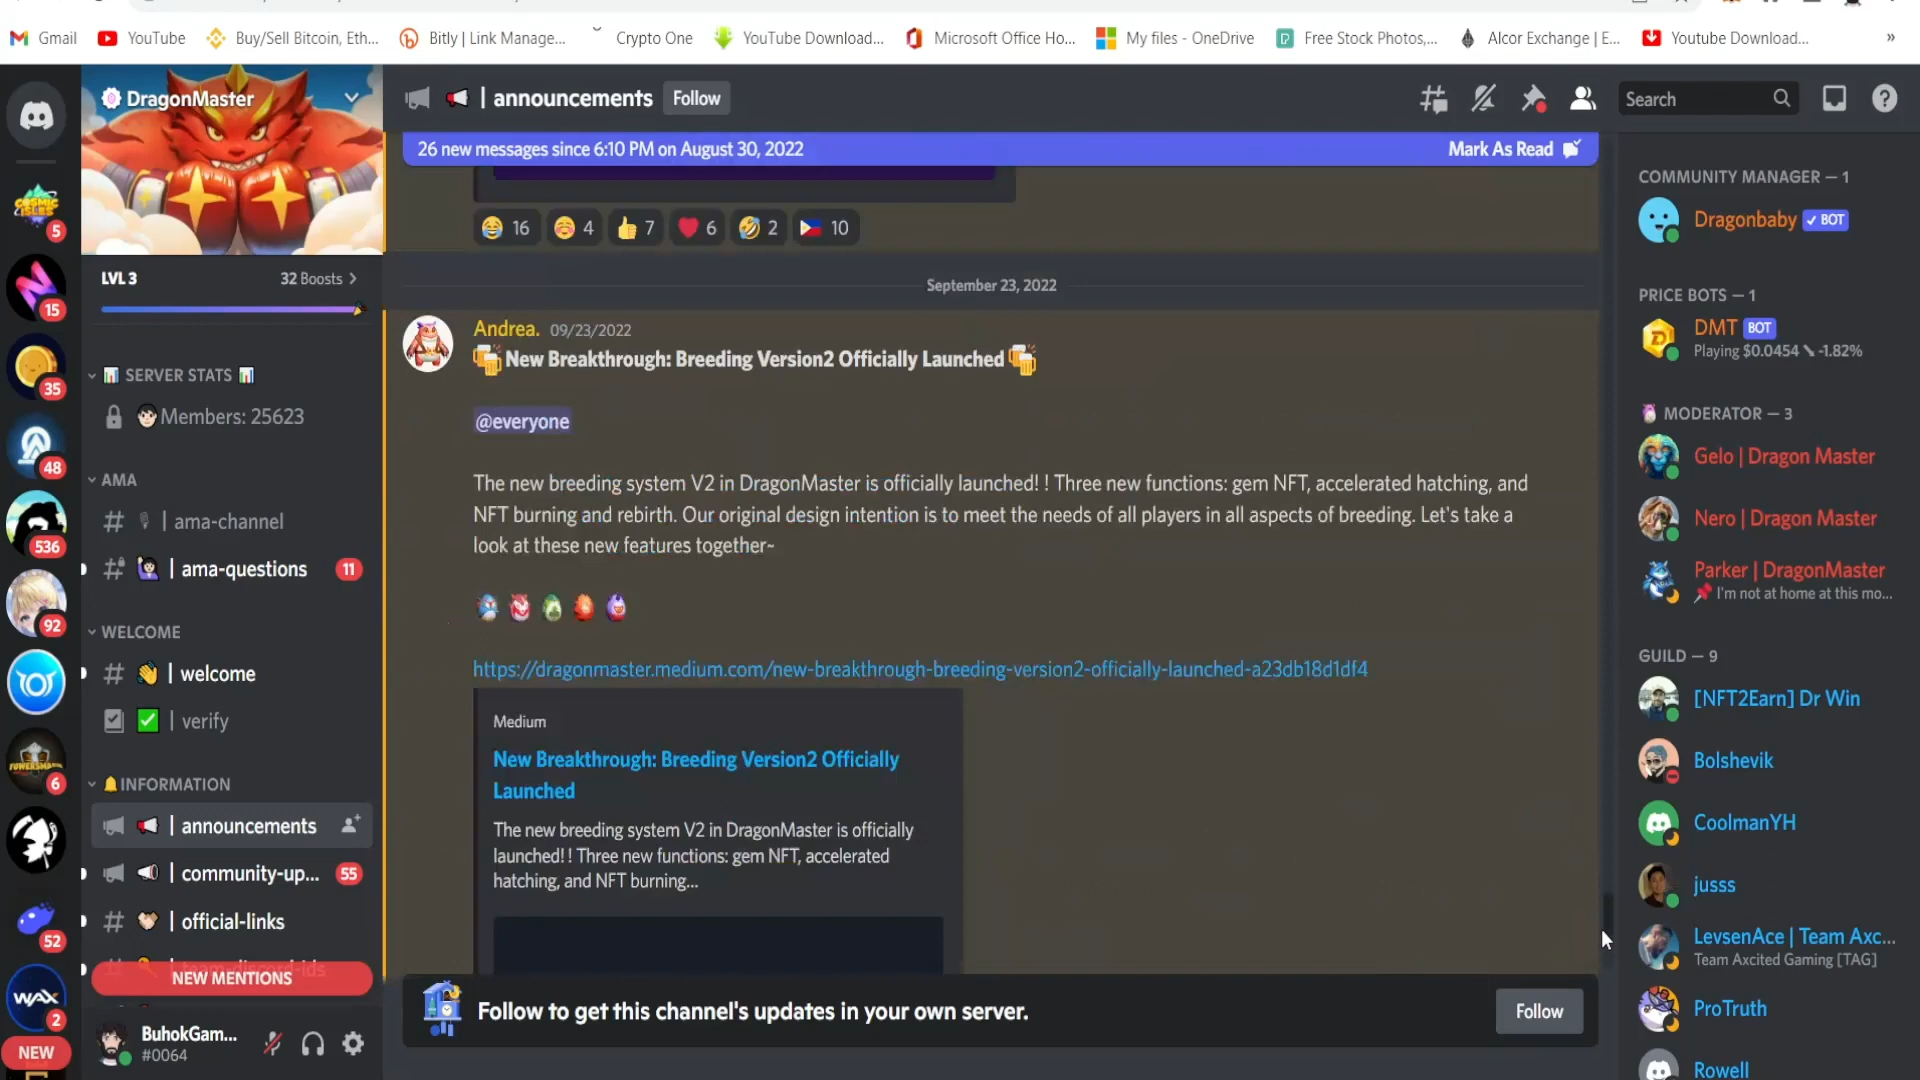 Gmail
YouTube
Buy/Sell Bitcoin, Eth...
Bitly | Link Manage...
Crypto One
YouTube Download...
Microsoft Office Ho...
My files - OneDrive
Free Stock Photos,...
Alcor Exchange | E...
Youtube Download...
»
DragonMaster
LVL 3
32 Boosts
SERVER STATS
Members: 25623
AMA
| ama-channel
| ama-questions 11
WELCOME
| welcome
| verify
INFORMATION
| announcements
| community-up... 55
| official-links
NEW MENTIONS
BuhokGam...
#0064
5
15
35
48
536
92
6
52
WAX
2
NEW
| announcements
Follow
Search
26 new messages since 6:10 PM on August 30, 2022
Mark As Read
16 4 7 6 2 10
September 23, 2022
Andrea. 09/23/2022
New Breakthrough: Breeding Version2 Officially Launched
@everyone
The new breeding system V2 in DragonMaster is officially launched! ! Three new functions: gem NFT, accelerated hatching, and
NFT burning and rebirth. Our original design intention is to meet the needs of all players in all aspects of breeding. Let's take a
look at these new features together~
https://dragonmaster.medium.com/new-breakthrough-breeding-version2-officially-launched-a23db18d1df4
Medium
New Breakthrough: Breeding Version2 Officially
Launched
The new breeding system V2 in DragonMaster is officially
launched! ! Three new functions: gem NFT, accelerated
hatching, and NFT burning...
Follow to get this channel's updates in your own server.
Follow
COMMUNITY MANAGER — 1
Dragonbaby ✓ BOT
PRICE BOTS — 1
DMT BOT
Playing $0.0454 ➘ -1.82%
MODERATOR — 3
Gelo | Dragon Master
Nero | Dragon Master
Parker | DragonMaster
I'm not at home at this mo...
GUILD — 9
[NFT2Earn] Dr Win
Bolshevik
CoolmanYH
jusss
LevsenAce | Team Axc...
Team Axcited Gaming [TAG]
ProTruth
Rowell